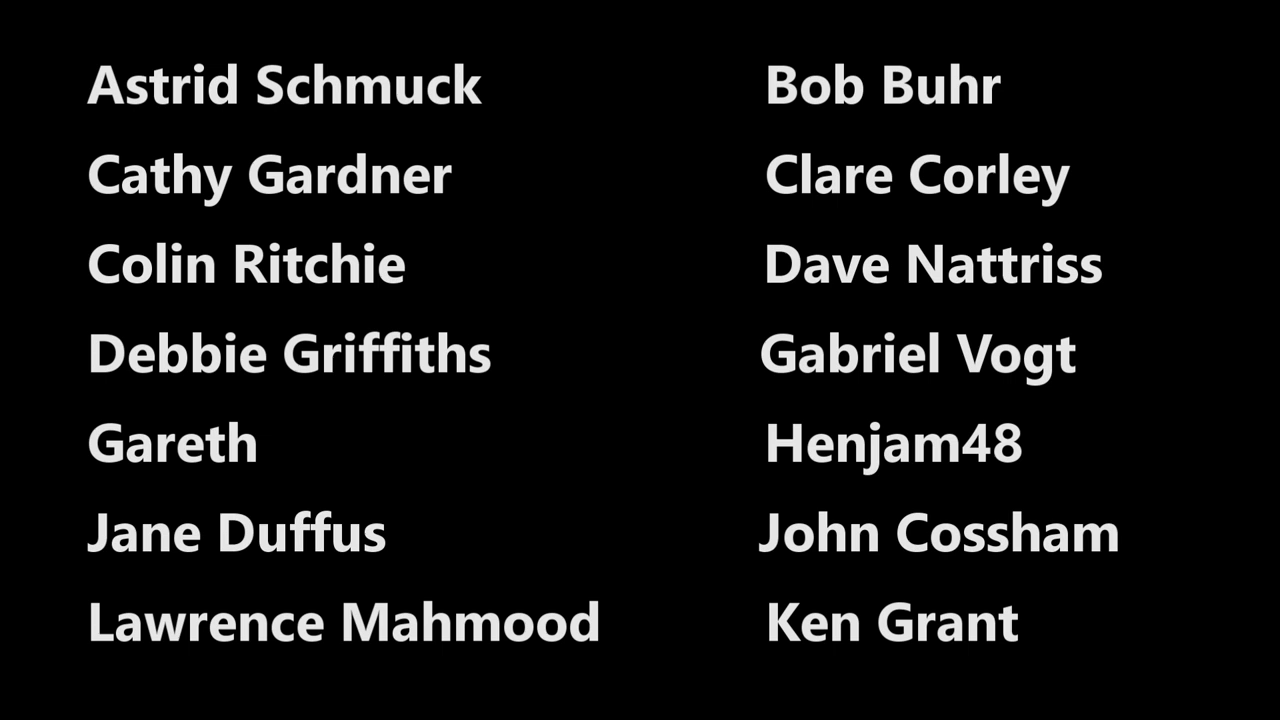 Astrid Schmuck Bob Buhr
Cathy Gardner Clare Corley
Colin Ritchie Dave Nattriss
Debbie Griffiths Gabriel Vogt
Gareth Henjam48
Jane Duffus John Cossham
Lawrence Mahmood Ken Grant